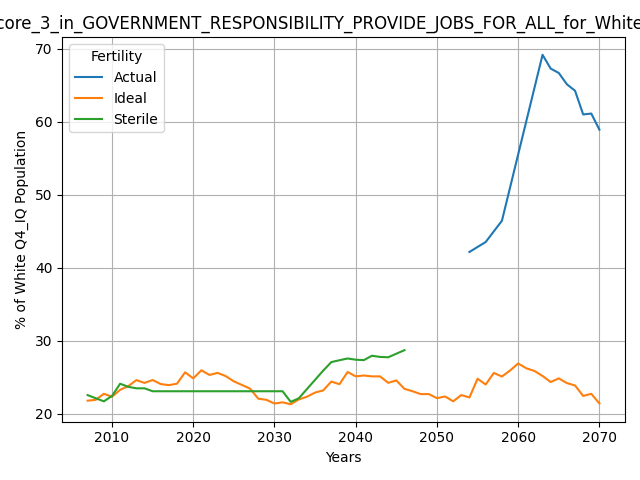 core_3_in_GOVERNMENT_RESPONSIBILITY_PROVIDE_JOBS_FOR_ALL_for_White
Fertility
Actual
Ideal
Sterile
% of White Q4_IQ Population
70
60
50
40
30
20
2010 2020 2030 2040 2050 2060 2070
Years